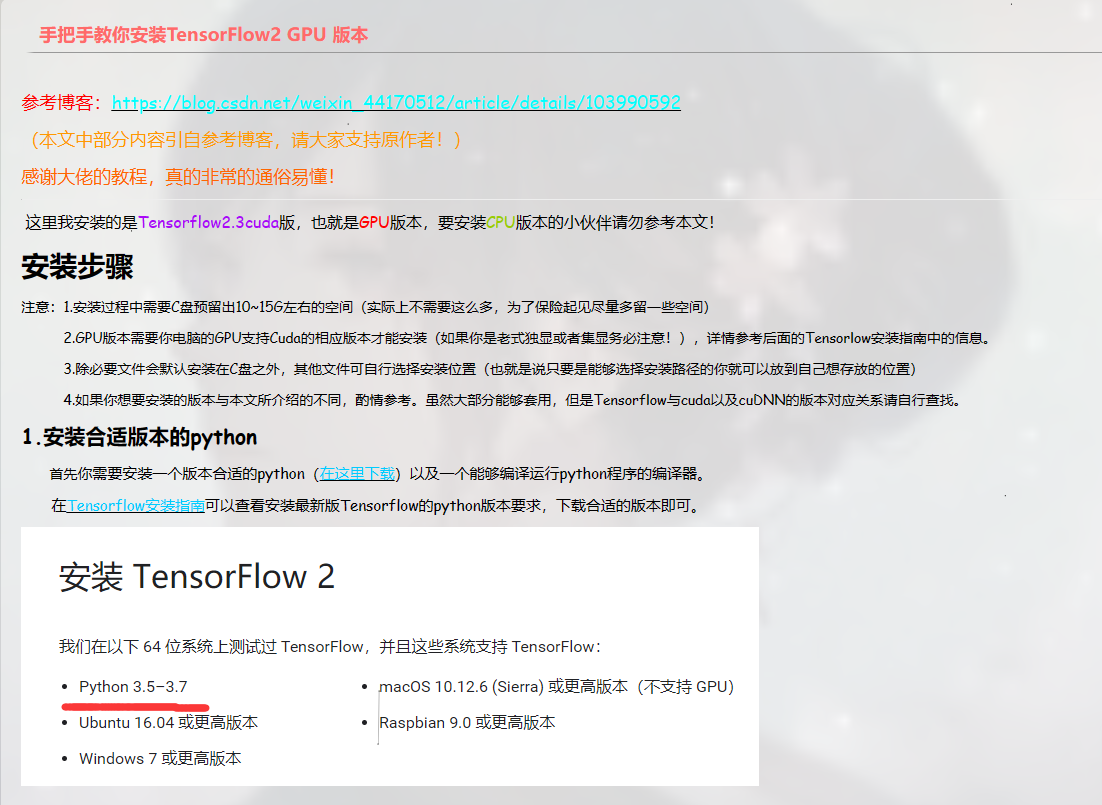 手把手教你安装TensorFlow2 GPU 版本
参考博客：https://blog.csdn.net/weixin_44170512/article/details/103990592
（本文中部分内容引自参考博客，请大家支持原作者！）
感谢大佬的教程，真的非常的通俗易懂！
这里我安装的是Tensorflow2.3cuda版，也就是GPU版本，要安装CPU版本的小伙伴请勿参考本文！
安装步骤
注意：1.安装过程中需要C盘预留出10~15G左右的空间（实际上不需要这么多，为了保险起见尽量多留一些空间）
2.GPU版本需要你电脑的GPU支持Cuda的相应版本才能安装（如果你是老式独显或者集显务必注意！），详情参考后面的Tensorlow安装指南中的信息。
3.除必要文件会默认安装在C盘之外，其他文件可自行选择安装位置（也就是说只要是能够选择安装路径的你就可以放到自己想存放的位置）
4.如果你想要安装的版本与本文所介绍的不同，酌情参考。虽然大部分能够套用，但是Tensorflow与cuda以及cuDNN的版本对应关系请自行查找。
1.安装合适版本的python
首先你需要安装一个版本合适的python（在这里下载）以及一个能够编译运行python程序的编译器。
在Tensorflow安装指南可以查看安装最新版Tensorflow的python版本要求，下载合适的版本即可。
安装 TensorFlow 2
我们在以下 64 位系统上测试过 TensorFlow，并且这些系统支持 TensorFlow：
• Python 3.5–3.7
• Ubuntu 16.04 或更高版本
• Windows 7 或更高版本
• macOS 10.12.6 (Sierra) 或更高版本（不支持 GPU）
• Raspbian 9.0 或更高版本